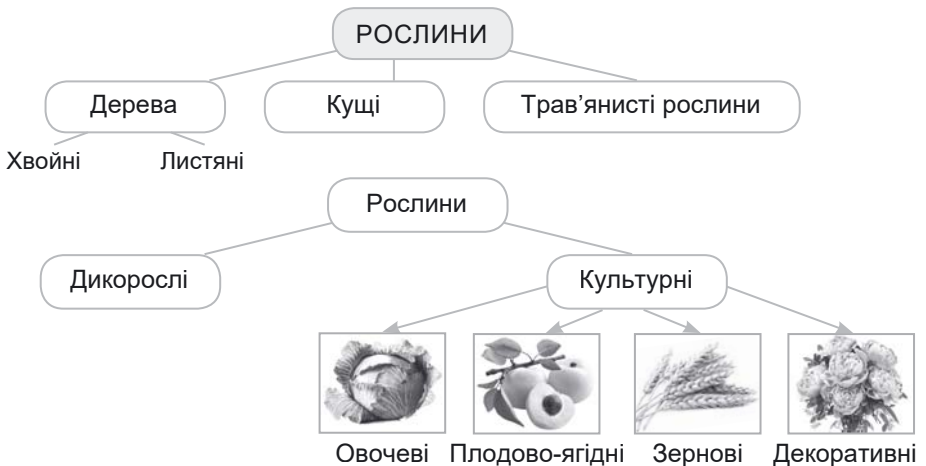 РОСЛИНИ
Дерева
Кущі
Трав’янисті рослини
Хвойні
Листяні
Рослини
Дикорослі
Культурні
Овочеві
Плодово-ягідні
Зернові
Декоративні